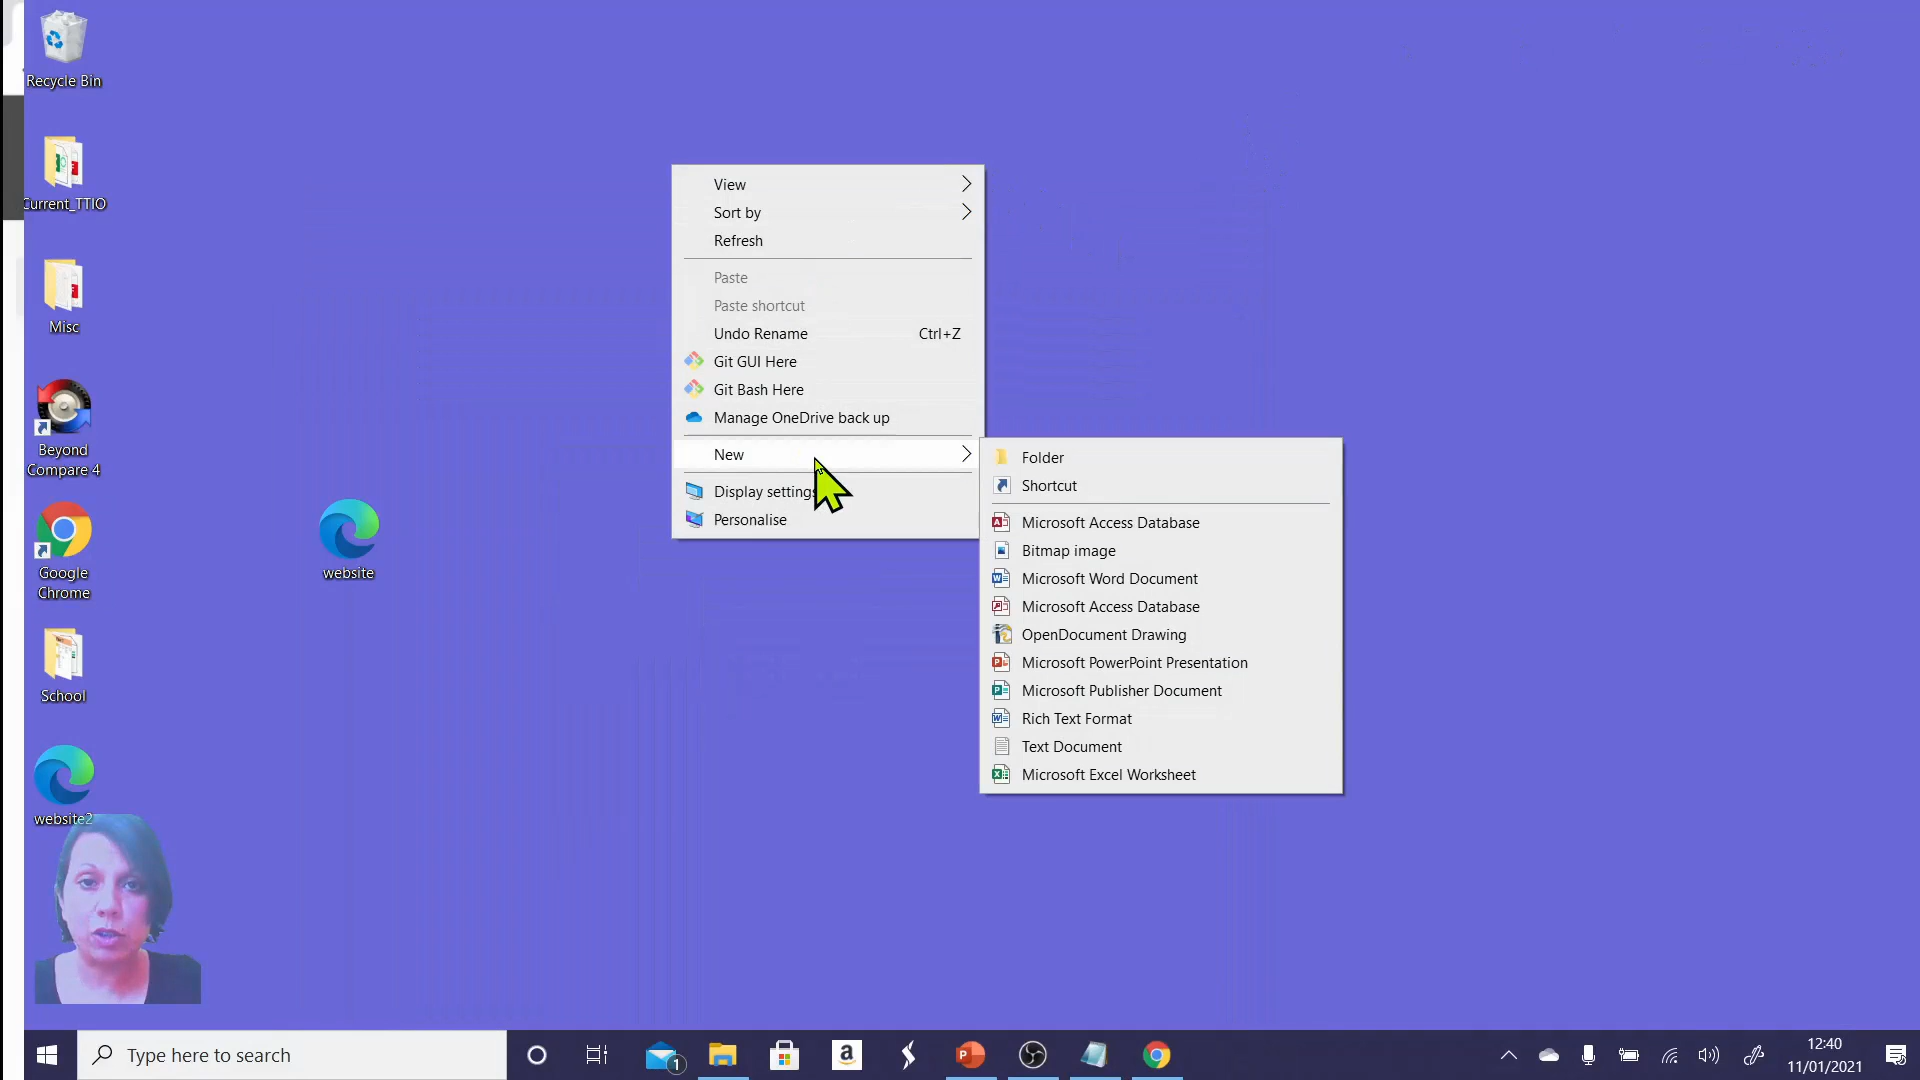 Recycle Bin
Current_TTIO
Misc
Beyond
Compare 4
Google
Chrome
School
website2
website
View
Sort by
Refresh
Paste
Paste shortcut
Undo Rename Ctrl+Z
Git GUI Here
Git Bash Here
Manage OneDrive back up
New
Display settings
Personalise
Folder
Shortcut
Microsoft Access Database
Bitmap image
Microsoft Word Document
Microsoft Access Database
OpenDocument Drawing
Microsoft PowerPoint Presentation
Microsoft Publisher Document
Rich Text Format
Text Document
Microsoft Excel Worksheet
Type here to search
1
12:40
11/01/2021